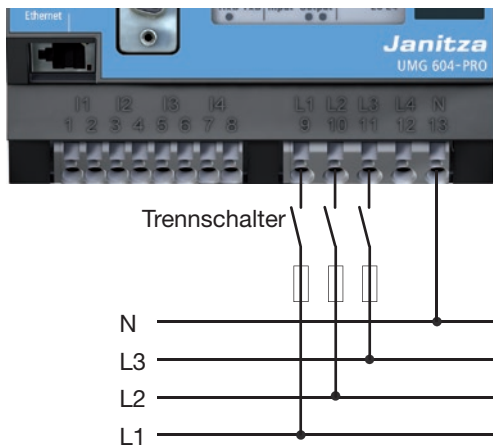 Ethernet
Janitza
UMG 604-PRO
I1 I2 I3 I4 L1 L2 L3 L4 N
1 2 3 4 5 6 7 8 9 10 11 12 13
Trennschalter
N
L3
L2
L1